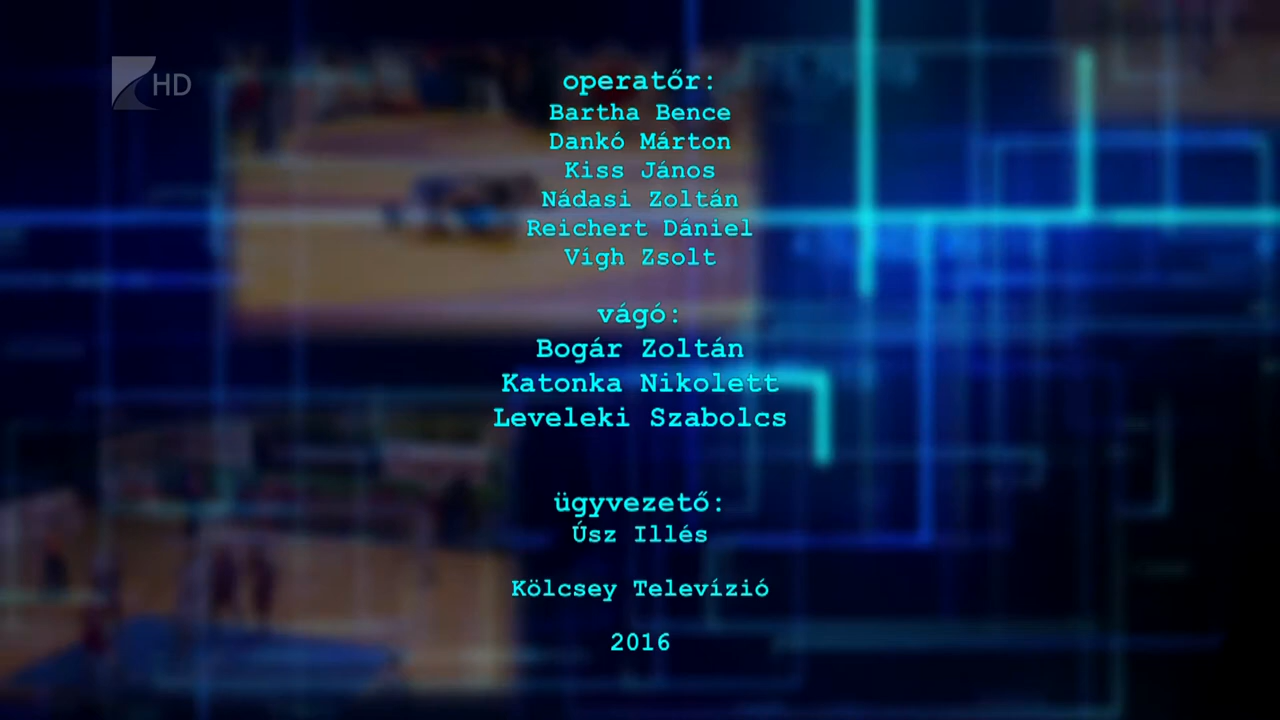 HD
operatőr:
Bartha Bence
Dankó Márton
Kiss János
Nádasi Zoltán
Reichert Dániel
Vígh Zsolt
vágó:
Bogár Zoltán
Katonka Nikolett
Leveleki Szabolcs
ügyvezető:
Úsz Illés
Kölcsey Televízió
2016